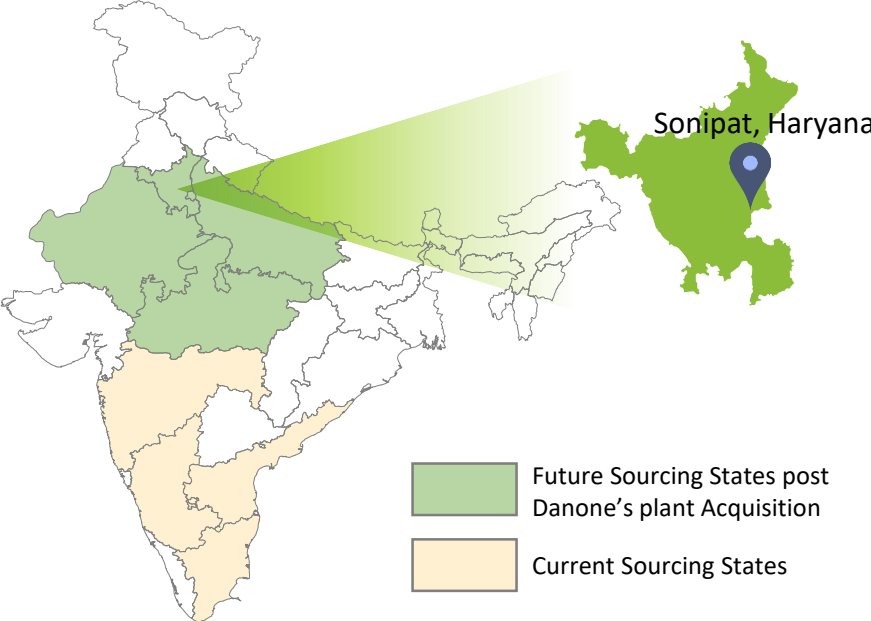 Sonipat, Haryana
Future Sourcing States post
Danone’s plant Acquisition
Current Sourcing States